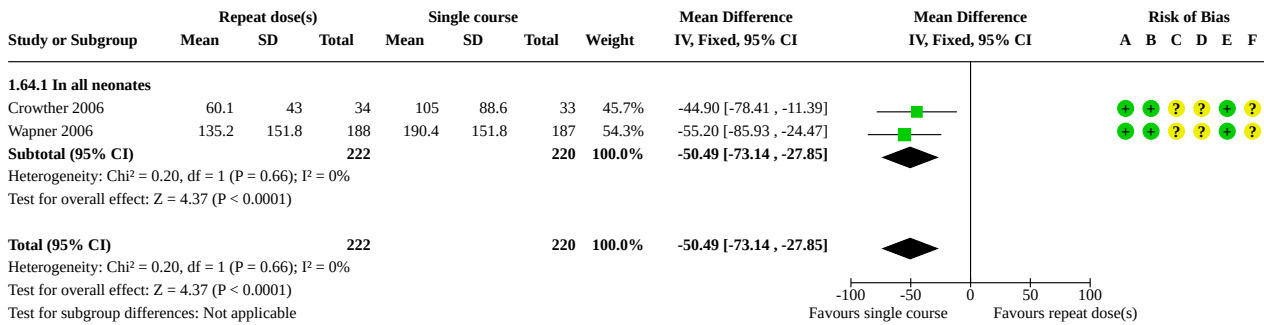 Repeat dose(s) Single course Mean Difference Mean Difference Risk of Bias
Study or Subgroup Mean SD Total Mean SD Total Weight IV, Fixed, 95% CI IV, Fixed, 95% CI A B C D E F
1.64.1 In all neonates
Crowther 2006 60.1 43 34 105 88.6 33 45.7% -44.90 [-78.41 , -11.39] + + ? ? + ?
Wapner 2006 135.2 151.8 188 190.4 151.8 187 54.3% -55.20 [-85.93 , -24.47] + + ? ? + ?
Subtotal (95% CI) 222 220 100.0% -50.49 [-73.14 , -27.85]
Heterogeneity: Chi² = 0.20, df = 1 (P = 0.66); I² = 0%
Test for overall effect: Z = 4.37 (P < 0.0001)
Total (95% CI) 222 220 100.0% -50.49 [-73.14 , -27.85]
Heterogeneity: Chi² = 0.20, df = 1 (P = 0.66); I² = 0%
Test for overall effect: Z = 4.37 (P < 0.0001) -100 -50 0 50 100
Test for subgroup differences: Not applicable Favours single course Favours repeat dose(s)